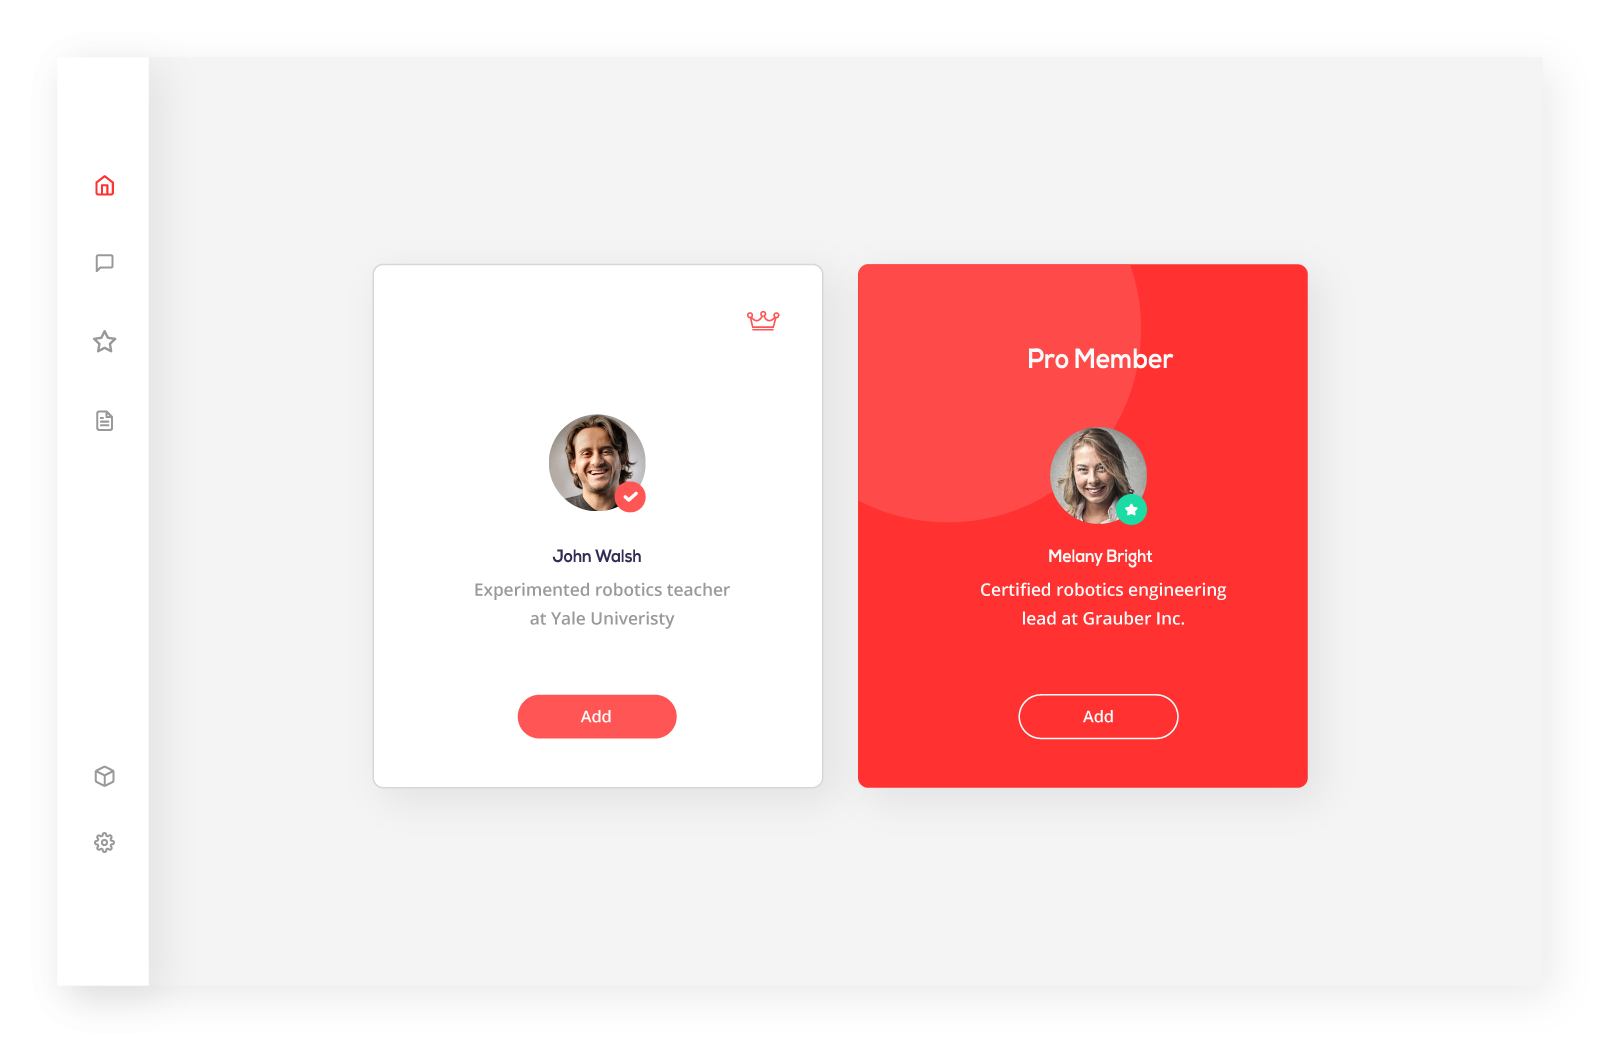 John Walsh
Experimented robotics teacher
at Yale Univeristy
Add
Pro Member
Melany Bright
Certified robotics engineering
lead at Grauber Inc.
Add